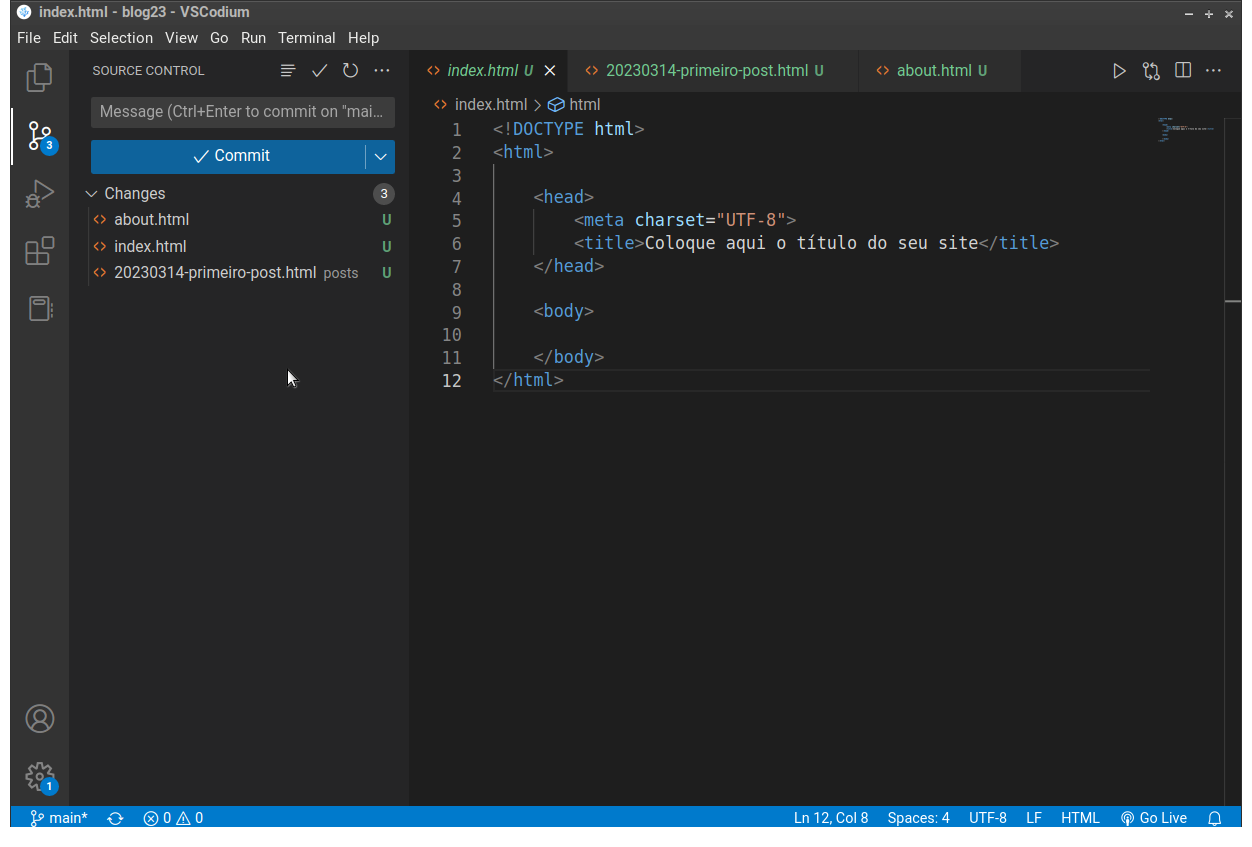 index.html - blog23 - VSCodium
File Edit Selection View Go Run Terminal Help
SOURCE CONTROL
Message (Ctrl+Enter to commit on "mai...
Commit
Changes 3
about.html U
index.html U
20230314-primeiro-post.html posts U
3
1
index.html U
20230314-primeiro-post.html U
about.html U
index.html > html
1 <!DOCTYPE html>
2 <html>
3
4 <head>
5 <meta charset="UTF-8">
6 <title>Coloque aqui o título do seu site</title>
7 </head>
8
9 <body>
10
11 </body>
12 </html>
main* 0 0 Ln 12, Col 8 Spaces: 4 UTF-8 LF HTML Go Live